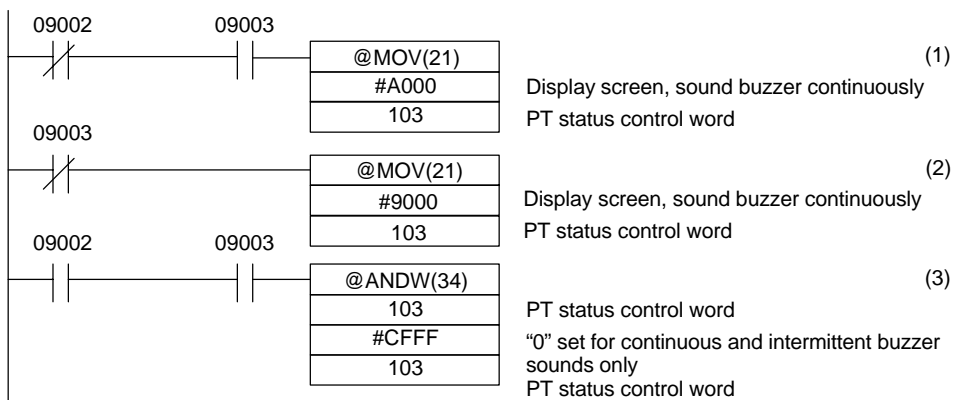 09002 09003
@MOV(21) (1)
#A000 Display screen, sound buzzer continuously
103 PT status control word
09003
@MOV(21) (2)
#9000 Display screen, sound buzzer continuously
103 PT status control word
09002 09003
@ANDW(34) (3)
103 PT status control word
#CFFF “0” set for continuous and intermittent buzzer
103 sounds only
PT status control word